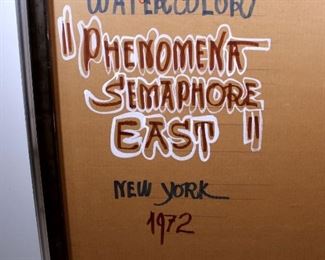 WATERCOLOR
"PHENOMENA
SEMAPHORE
EAST"
NEW YORK
1972